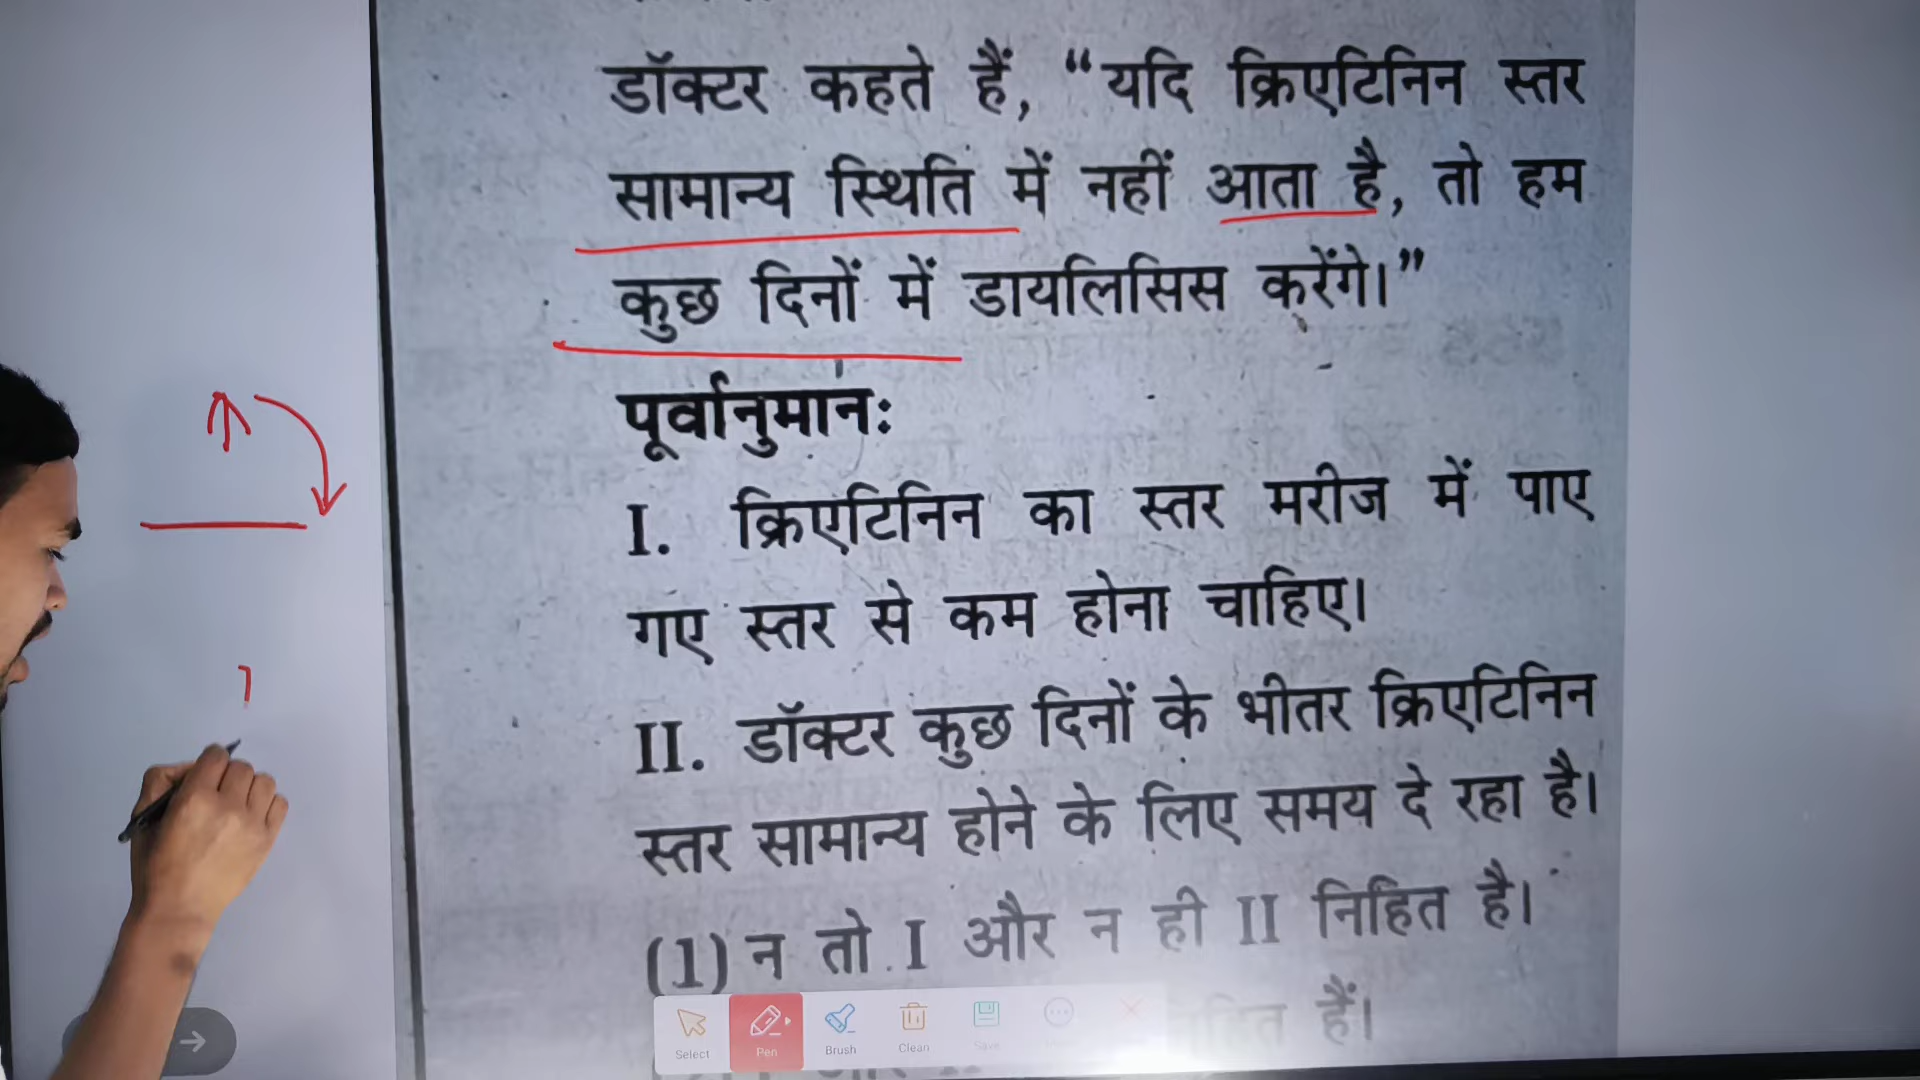 डॉक्टर कहते हैं, “यदि क्रिएटिनिन स्तर
सामान्य स्थिति में नहीं आता है, तो हम
कुछ दिनों में डायलिसिस करेंगे।”
पूर्वानुमानः
I. क्रिएटिनिन का स्तर मरीज में पाए
गए स्तर से कम होना चाहिए।
II. डॉक्टर कुछ दिनों के भीतर क्रिएटिनिन
स्तर सामान्य होने के लिए समय दे रहा है।
(1) न तो I और न ही II निहित है।
हैं।
Select Pen Brush Clean Save